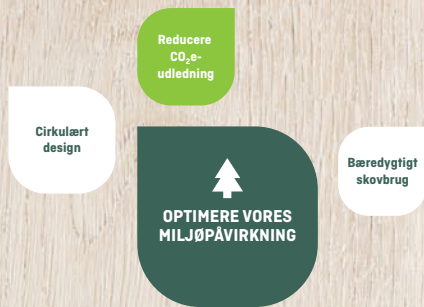 Reducere
CO₂e-
udledning
Cirkulært
design
Bæredygtigt
skovbrug
OPTIMERE VORES
MILJØPÅVIRKNING